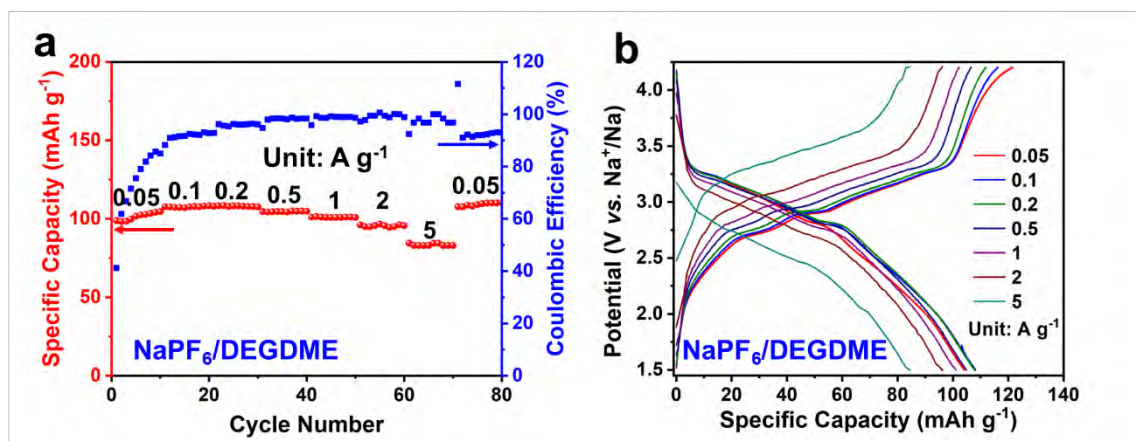 a
200
150
100
50
0
Specific Capacity (mAh g⁻¹)
120
100
80
60
40
20
0
Coulombic Efficiency (%)
Unit: A g⁻¹
0.05
0.1
0.2
0.5
1
2
5
0.05
NaPF₆/DEGDME
0 20 40 60 80
Cycle Number
b
4.0
3.5
3.0
2.5
2.0
1.5
Potential (V vs. Na⁺/Na)
0.05
0.1
0.2
0.5
1
2
5
Unit: A g⁻¹
NaPF₆/DEGDME
0 20 40 60 80 100 120 140
Specific Capacity (mAh g⁻¹)